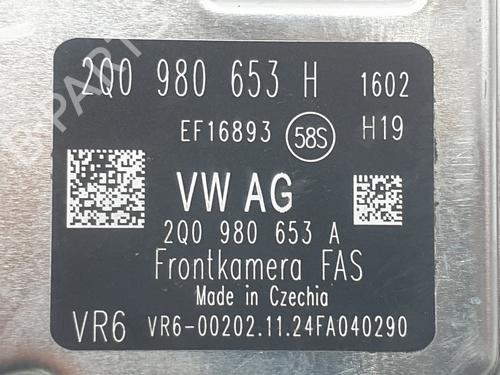 2Q0 980 653 H 1602
EF16893 58S H19
VW AG
2Q0 980 653 A
Frontkamera FAS
Made in Czechia
VR6 VR6-00202.11.24FA040290